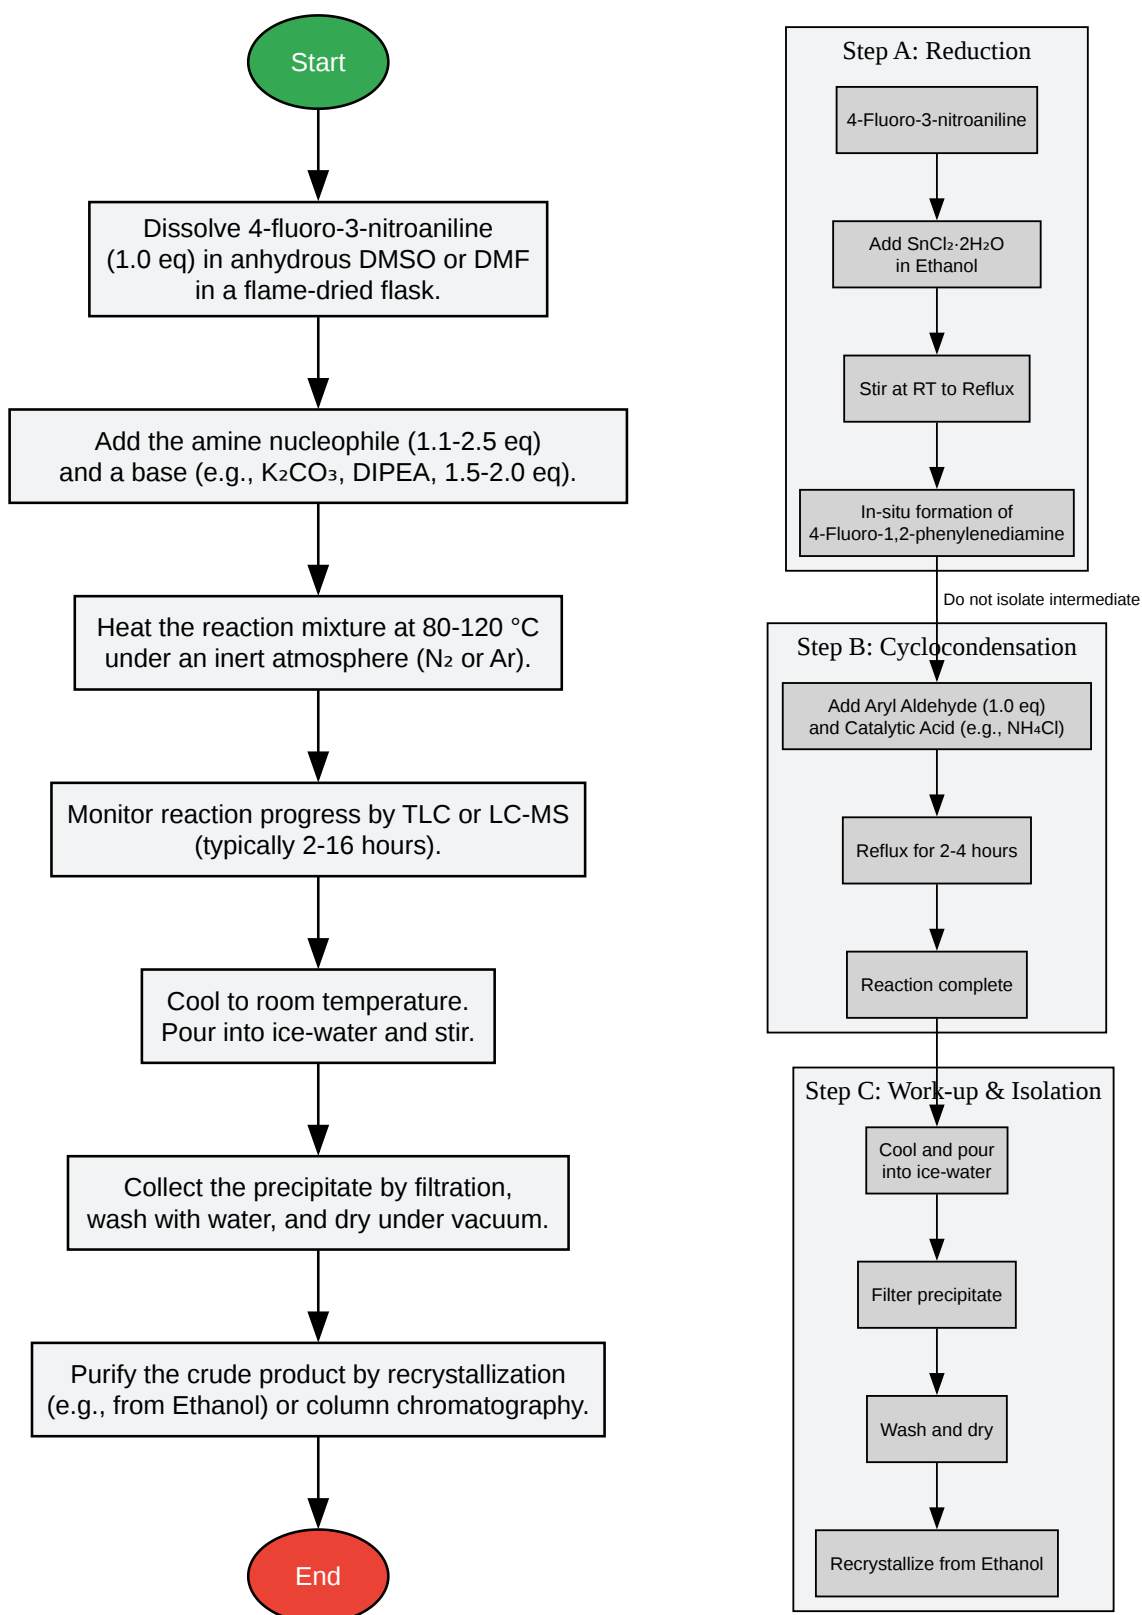 Start
Dissolve 4-fluoro-3-nitroaniline
(1.0 eq) in anhydrous DMSO or DMF
in a flame-dried flask.
Add the amine nucleophile (1.1-2.5 eq)
and a base (e.g., K₂CO₃, DIPEA, 1.5-2.0 eq).
Heat the reaction mixture at 80-120 °C
under an inert atmosphere (N₂ or Ar).
Monitor reaction progress by TLC or LC-MS
(typically 2-16 hours).
Cool to room temperature.
Pour into ice-water and stir.
Collect the precipitate by filtration,
wash with water, and dry under vacuum.
Purify the crude product by recrystallization
(e.g., from Ethanol) or column chromatography.
End
Step A: Reduction
4-Fluoro-3-nitroaniline
Add SnCl₂·2H₂O
in Ethanol
Stir at RT to Reflux
In-situ formation of
4-Fluoro-1,2-phenylenediamine
Do not isolate intermediate
Step B: Cyclocondensation
Add Aryl Aldehyde (1.0 eq)
and Catalytic Acid (e.g., NH₄Cl)
Reflux for 2-4 hours
Reaction complete
Step C: Work-up & Isolation
Cool and pour
into ice-water
Filter precipitate
Wash and dry
Recrystallize from Ethanol